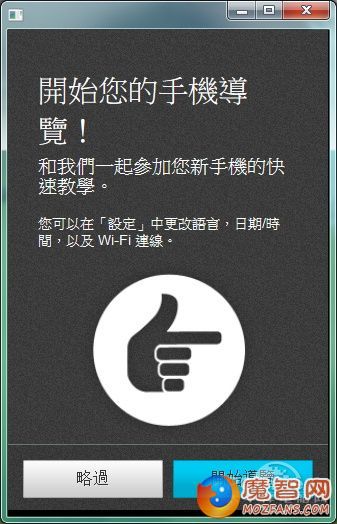 開始您的手機導
覽！
和我們一起參加您新手機的快
速教學。
您可以在「設定」中更改語言，日期/時
間，以及 Wi-Fi 連線。
略過
開始導覽
魔智网
MOZFANS.COM